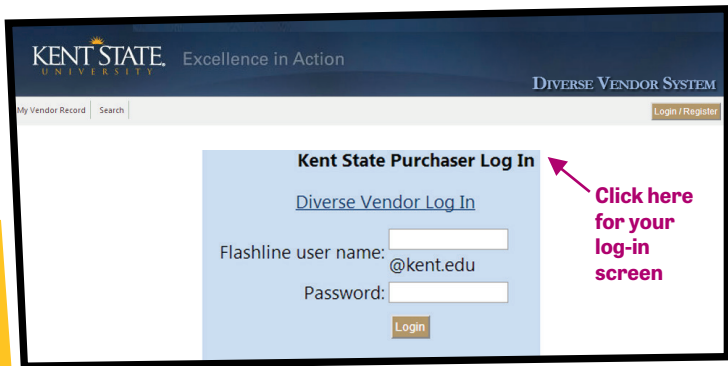 KENT STATE. Excellence in Action
UNIVERSITY
DIVERSE VENDOR SYSTEM
My Vendor Record Search Login / Register
Kent State Purchaser Log In
Diverse Vendor Log In
Flashline user name:
@kent.edu
Password:
Login
Click here
for your
log-in
screen